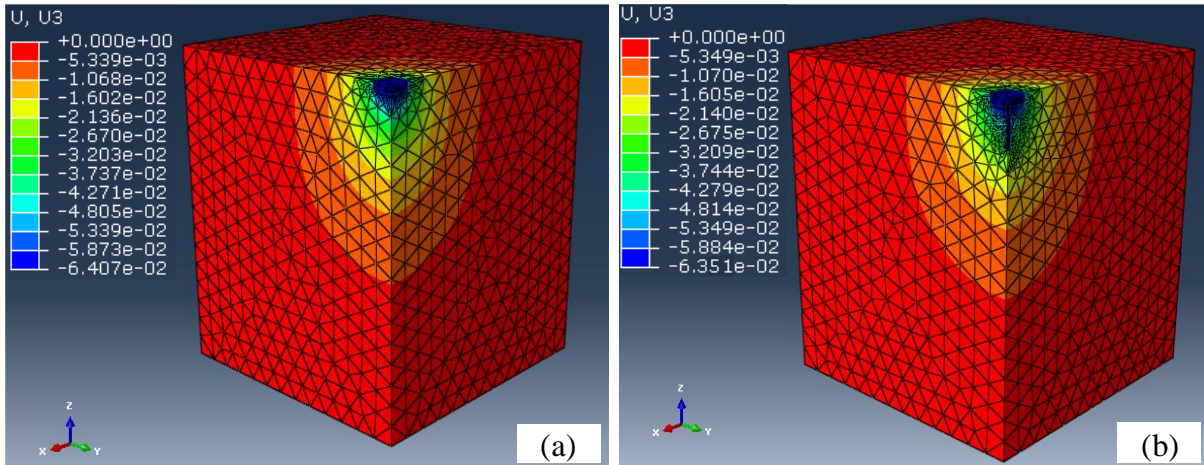 U, U3
+0.000e+00
-5.339e-03
-1.068e-02
-1.602e-02
-2.136e-02
-2.670e-02
-3.203e-02
-3.737e-02
-4.271e-02
-4.805e-02
-5.339e-02
-5.873e-02
-6.407e-02
Z
X
Y
(a)
U, U3
+0.000e+00
-5.349e-03
-1.070e-02
-1.605e-02
-2.140e-02
-2.675e-02
-3.209e-02
-3.744e-02
-4.279e-02
-4.814e-02
-5.349e-02
-5.884e-02
-6.351e-02
Z
X
Y
(b)